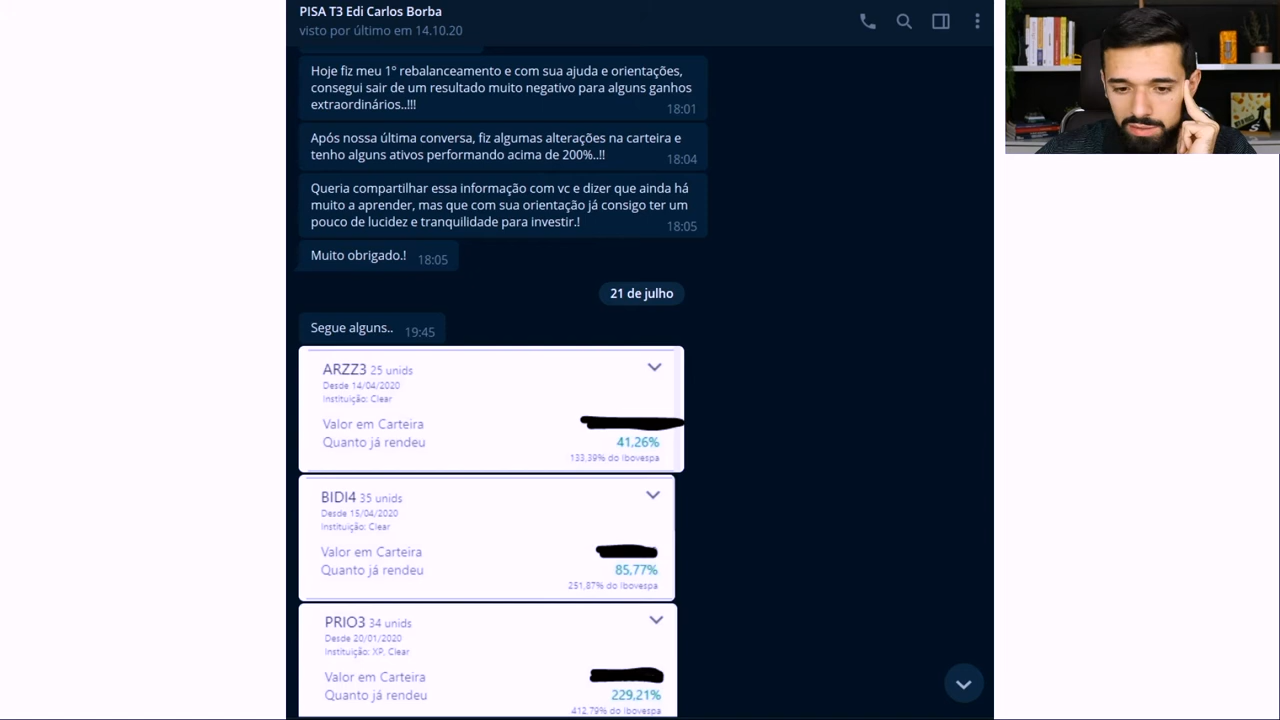 PISA T3 Edi Carlos Borba
visto por último em 14.10.20
Hoje fiz meu 1º rebalanceamento e com sua ajuda e orientações,
consegui sair de um resultado muito negativo para alguns ganhos
extraordinários..!!!
18:01
Após nossa última conversa, fiz algumas alterações na carteira e
tenho alguns ativos performando acima de 200%..!!
18:04
Queria compartilhar essa informação com vc e dizer que ainda há
muito a aprender, mas que com sua orientação já consigo ter um
pouco de lucidez e tranquilidade para investir.!
18:05
Muito obrigado.! 18:05
21 de julho
Segue alguns.. 19:45
ARZZ3 25 unids
Desde 14/04/2020
Instituição: Clear
Valor em Carteira
Quanto já rendeu 41,26%
133,39% do Ibovespa
BIDI4 35 unids
Desde 15/04/2020
Instituição: Clear
Valor em Carteira
Quanto já rendeu 85,77%
251,87% do Ibovespa
PRIO3 34 unids
Desde 20/01/2020
Instituição: XP, Clear
Valor em Carteira
Quanto já rendeu 229,21%
412,79% do Ibovespa